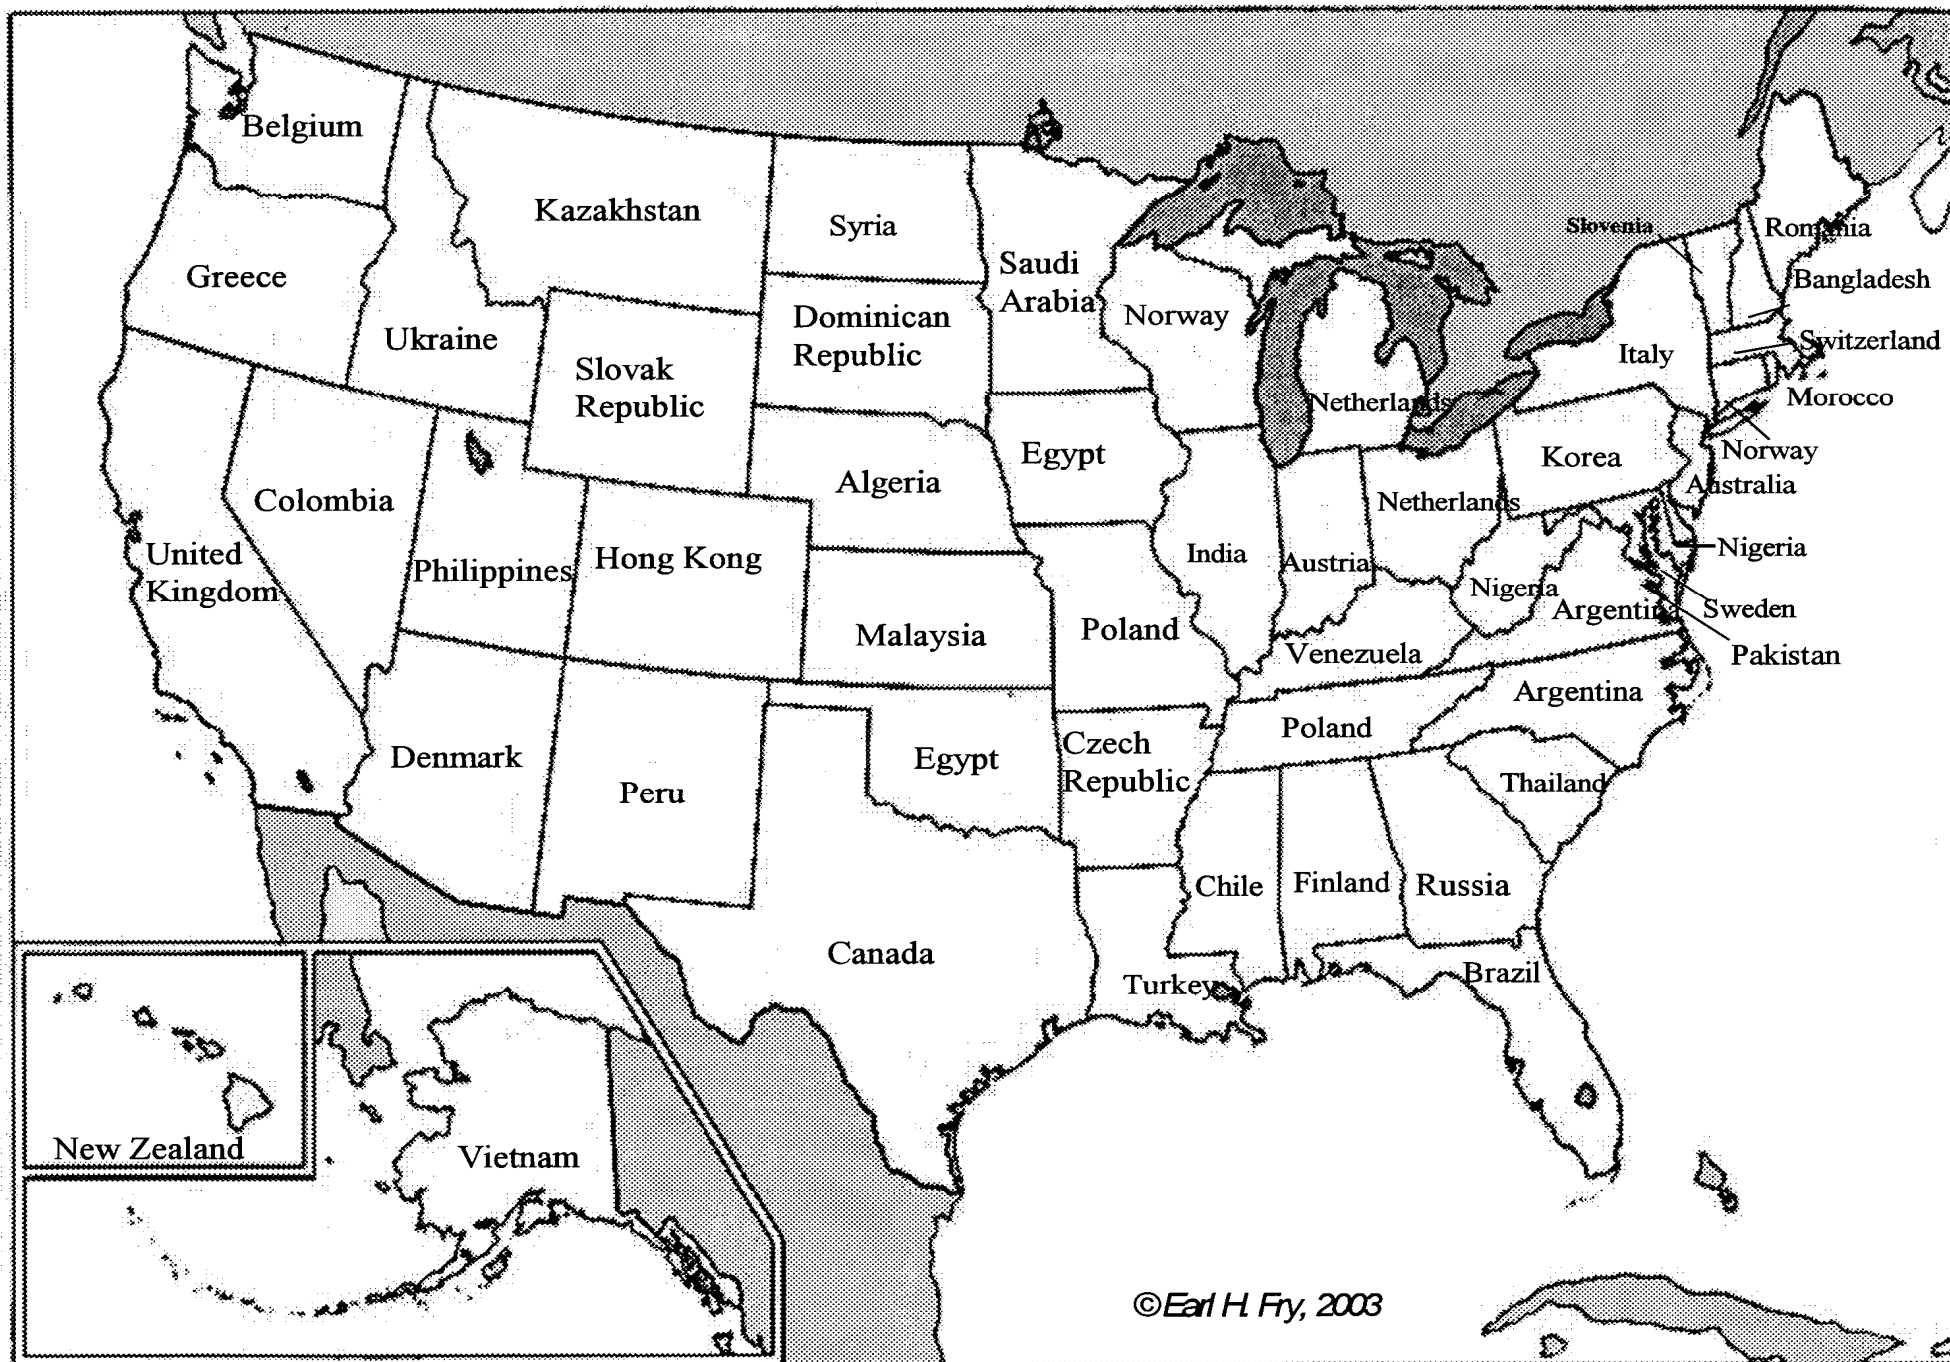 Belgium
Kazakhstan
Syria
Slovenia
Romania
Greece
Saudi
Arabia
Bangladesh
Ukraine
Dominican
Republic
Norway
Switzerland
Italy
Slovak
Republic
Netherlands
Morocco
Egypt
Korea
Norway
Algeria
Australia
Colombia
Netherlands
United
Kingdom
Philippines
Hong Kong
India
Austria
Nigeria
Nigeria
Argentina
Sweden
Malaysia
Poland
Venezuela
Pakistan
Argentina
Poland
Denmark
Peru
Egypt
Czech
Republic
Thailand
Chile
Finland
Russia
Canada
Turkey
Brazil
New Zealand
Vietnam
©Earl H. Fry, 2003